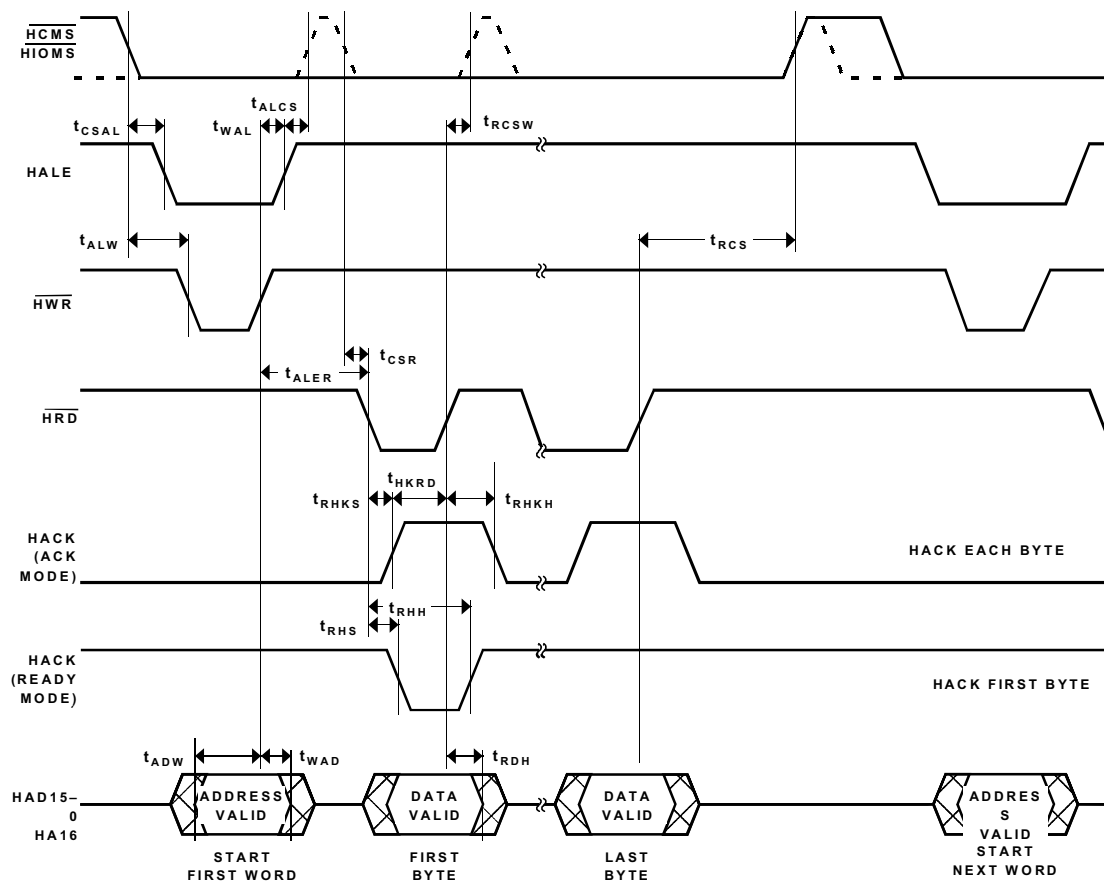 HCMS
HIOMS
tALCS
tCSAL
tWAL
tRCSW
HALE
tALW
tRCS
HWR
tCSR
tALER
HRD
tHKRD
tRHKS
tRHKH
HACK
(ACK
MODE)
HACK EACH BYTE
tRHH
tRHS
HACK
(READY
MODE)
HACK FIRST BYTE
tADW
tWAD
tRDH
HAD15–
0
HA16
ADDRESS
VALID
DATA
VALID
DATA
VALID
ADDRES
S
VALID
START
FIRST WORD
FIRST
BYTE
LAST
BYTE
START
NEXT WORD